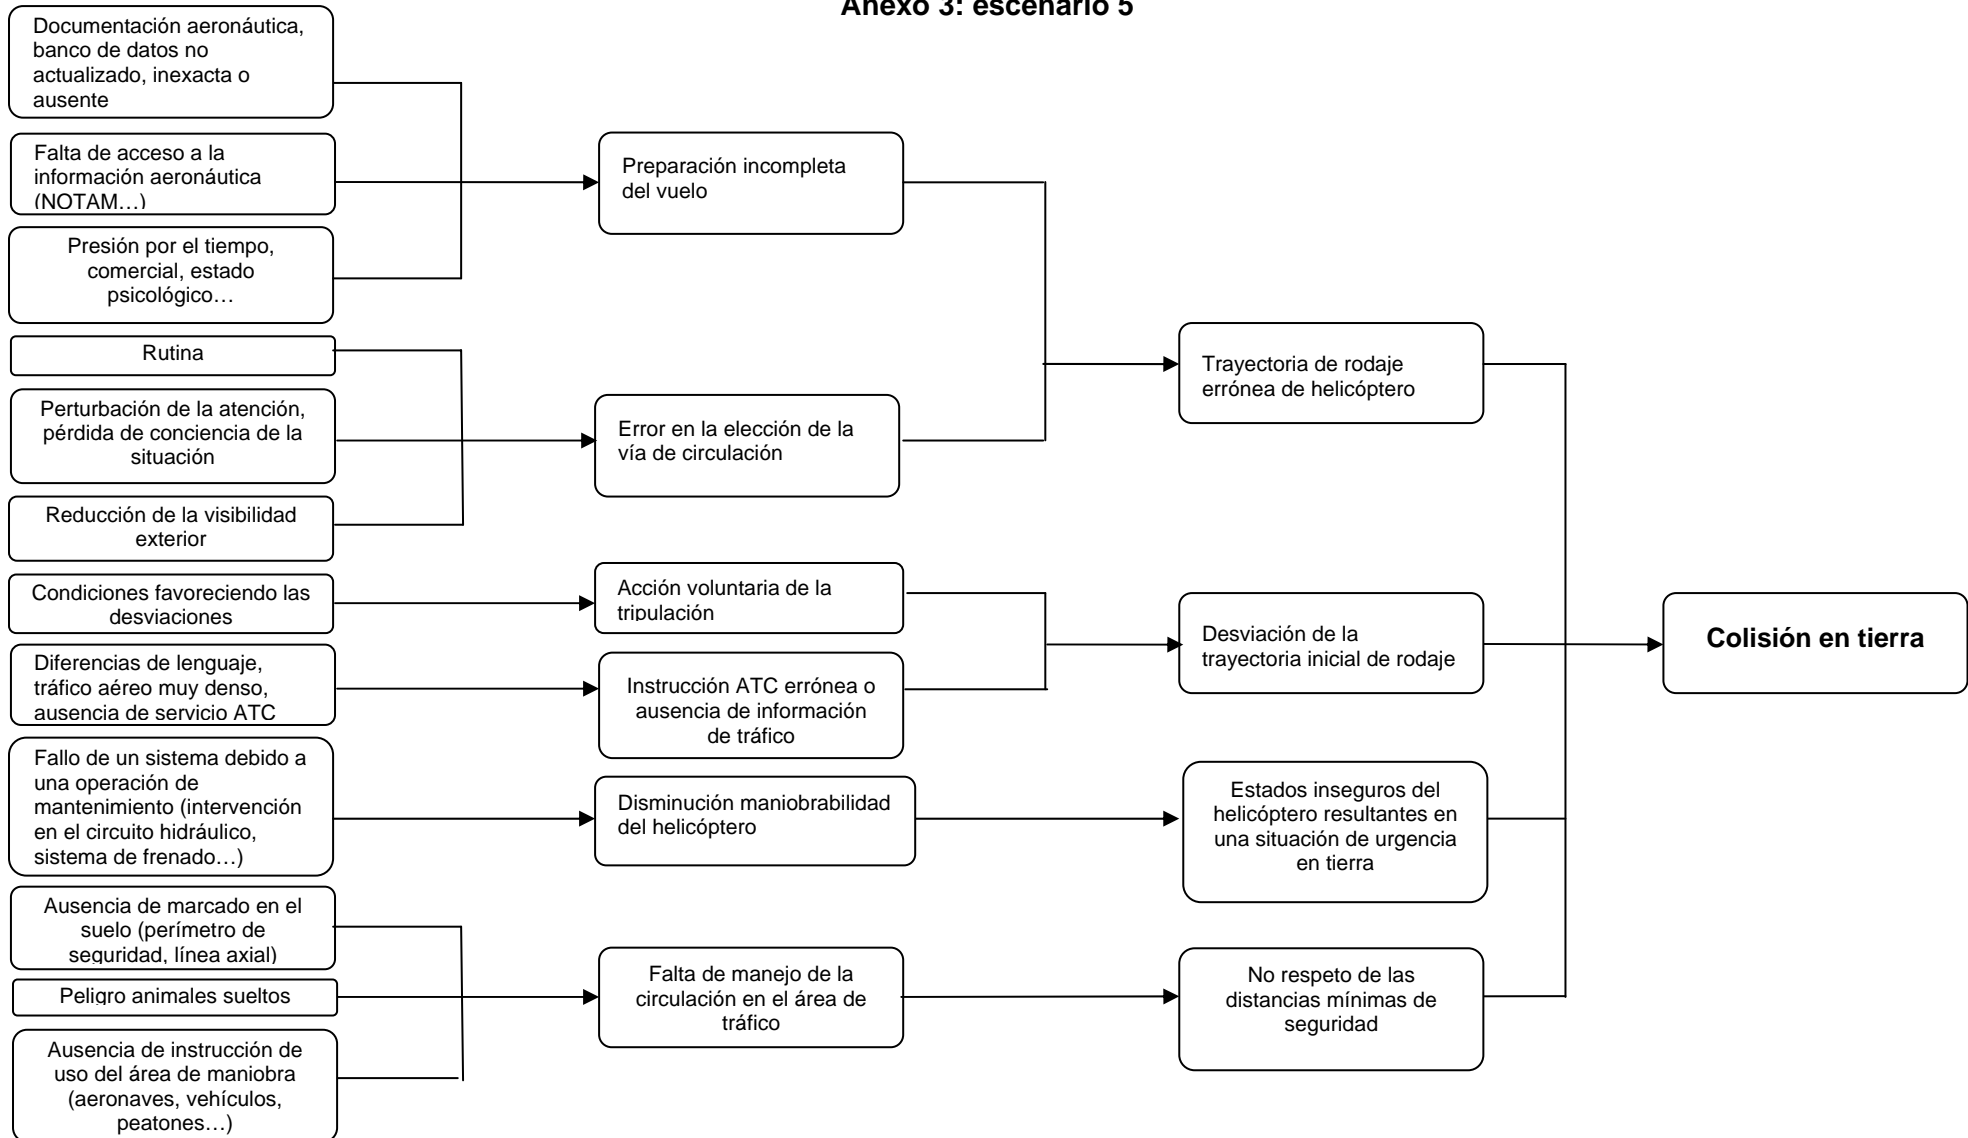 Anexo 3: escenario 5
Documentación aeronáutica,
banco de datos no
actualizado, inexacta o
ausente
Falta de acceso a la
información aeronáutica
(NOTAM…)
Presión por el tiempo,
comercial, estado
psicológico…
Rutina
Perturbación de la atención,
pérdida de conciencia de la
situación
Reducción de la visibilidad
exterior
Condiciones favoreciendo las
desviaciones
Diferencias de lenguaje,
tráfico aéreo muy denso,
ausencia de servicio ATC
Fallo de un sistema debido a
una operación de
mantenimiento (intervención
en el circuito hidráulico,
sistema de frenado…)
Ausencia de marcado en el
suelo (perímetro de
seguridad, línea axial)
Peligro animales sueltos
Ausencia de instrucción de
uso del área de maniobra
(aeronaves, vehículos,
peatones…)
Preparación incompleta
del vuelo
Error en la elección de la
vía de circulación
Acción voluntaria de la
tripulación
Instrucción ATC errónea o
ausencia de información
de tráfico
Disminución maniobrabilidad
del helicóptero
Falta de manejo de la
circulación en el área de
tráfico
Trayectoria de rodaje
errónea de helicóptero
Desviación de la
trayectoria inicial de rodaje
Estados inseguros del
helicóptero resultantes en
una situación de urgencia
en tierra
No respeto de las
distancias mínimas de
seguridad
Colisión en tierra